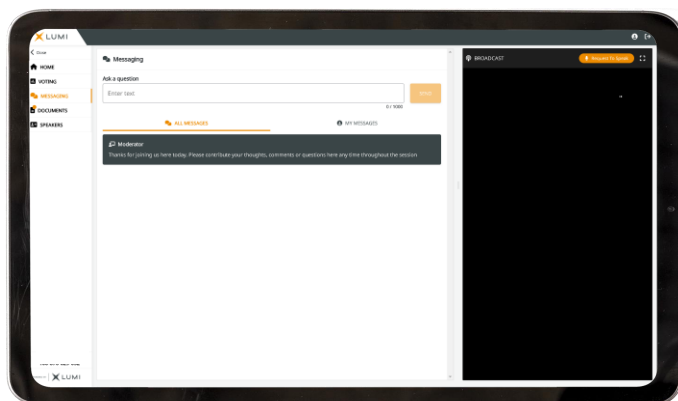 LUMI
Close
HOME
VOTING
MESSAGING
DOCUMENTS
SPEAKERS
Messaging
Ask a question
Enter text
SEND
0 / 1000
ALL MESSAGES
MY MESSAGES
Moderator
Thanks for joining us here today. Please contribute your thoughts, comments or questions here any time throughout the session
BROADCAST
Request To Speak
LUMI